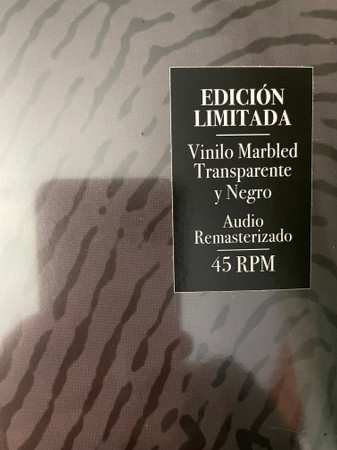 EDICIÓN
LIMITADA
Vinilo Marbled
Transparente
y Negro
Audio
Remasterizado
45 RPM